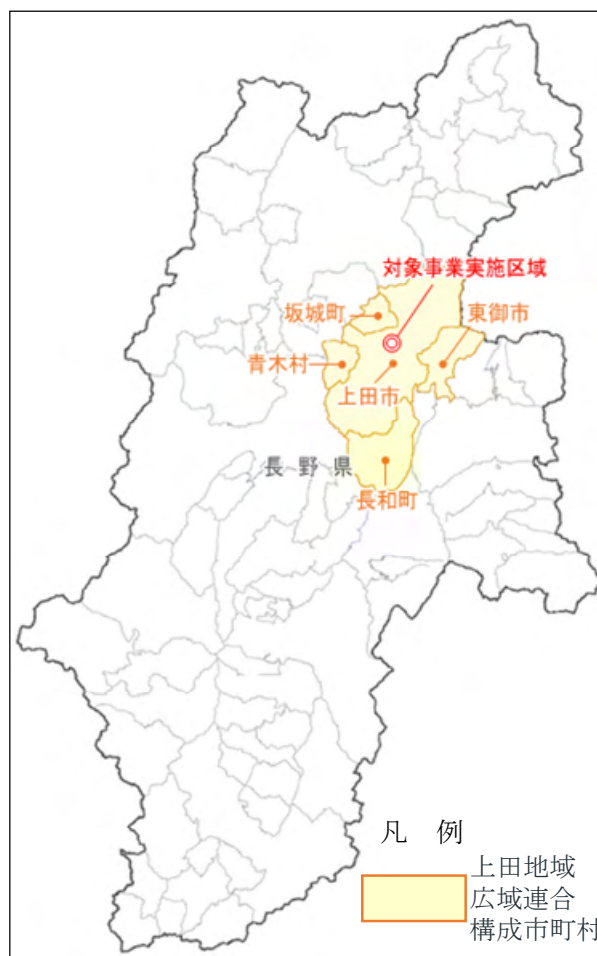 対象事業実施区域
坂城町
東御市
青木村
上田市
長野県
長和町
凡 例
上田地域
広域連合
構成市町村